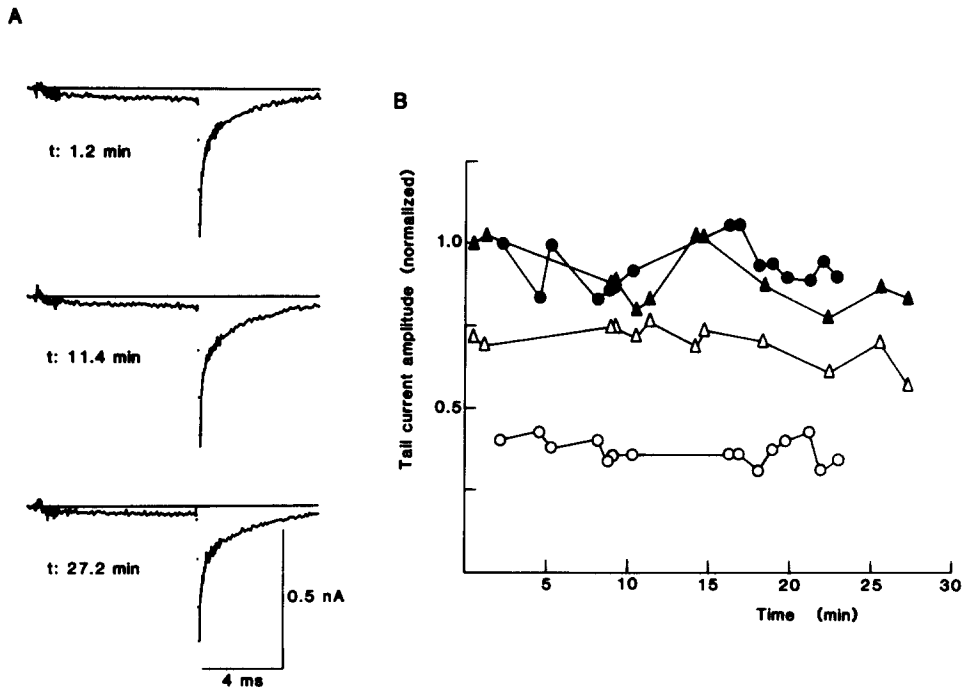 A
t: 1.2 min
t: 11.4 min
t: 27.2 min
0.5 nA
4 ms
B
Tail current amplitude (normalized)
1.0
0.5
5 10 15 20 25 30
Time (min)